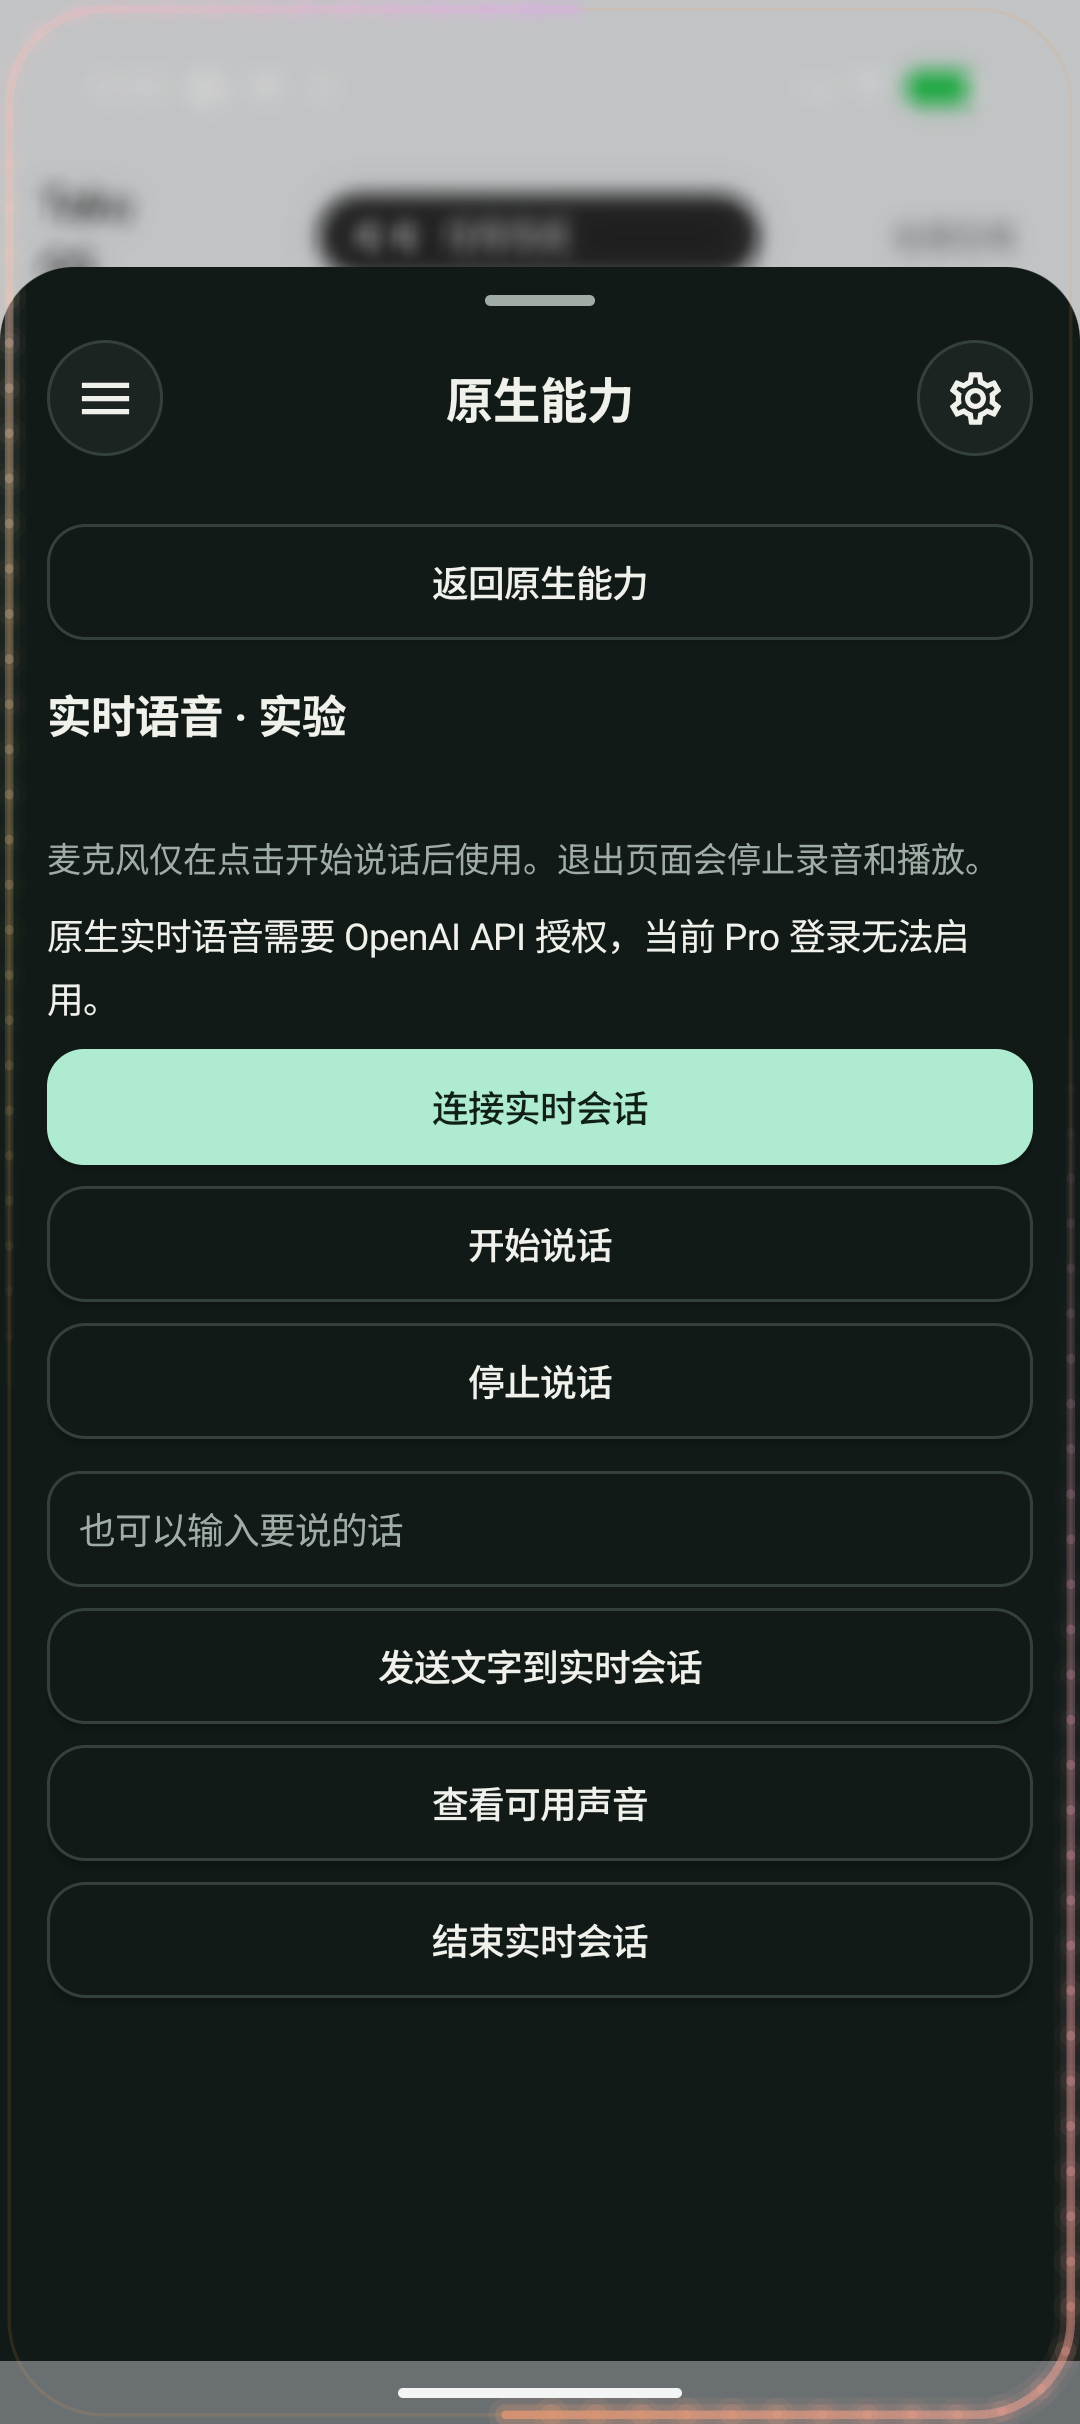 原生能力
返回原生能力
实时语音 · 实验
麦克风仅在点击开始说话后使用。退出页面会停止录音和播放。
原生实时语音需要 OpenAI API 授权，当前 Pro 登录无法启
用。
连接实时会话
开始说话
停止说话
也可以输入要说的话
发送文字到实时会话
查看可用声音
结束实时会话